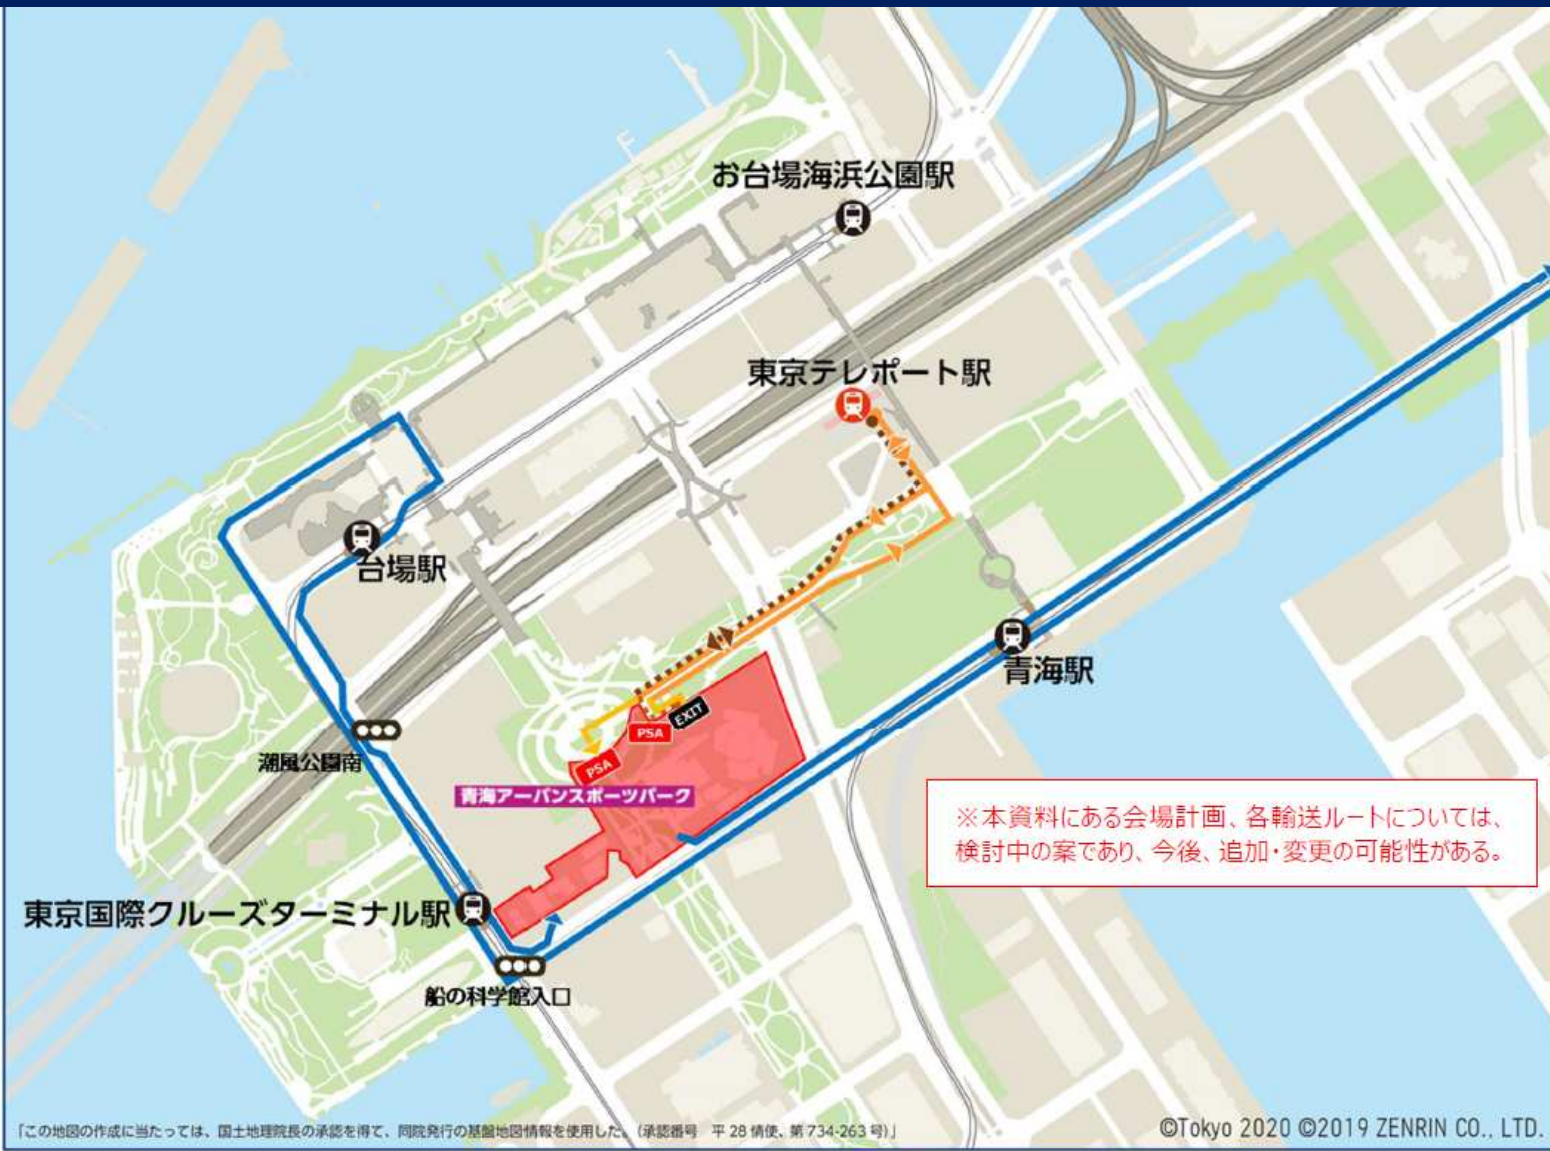 お台場海浜公園駅
東京テレポート駅
台場駅
青海駅
EXIT
PSA
潮風公園南
PSA
青海アーバンスポーツパーク
※本資料にある会場計画、各輸送ルートについては、
検討中の案であり、今後、追加・変更の可能性がある。
東京国際クルーズターミナル駅
船の科学館入口
「この地図の作成に当たっては、国土地理院長の承認を得て、同院発行の基盤地図情報を使用した。(承認番号　平 28 情使、第 734-263 号)」
©Tokyo 2020 ©2019 ZENRIN CO., LTD.